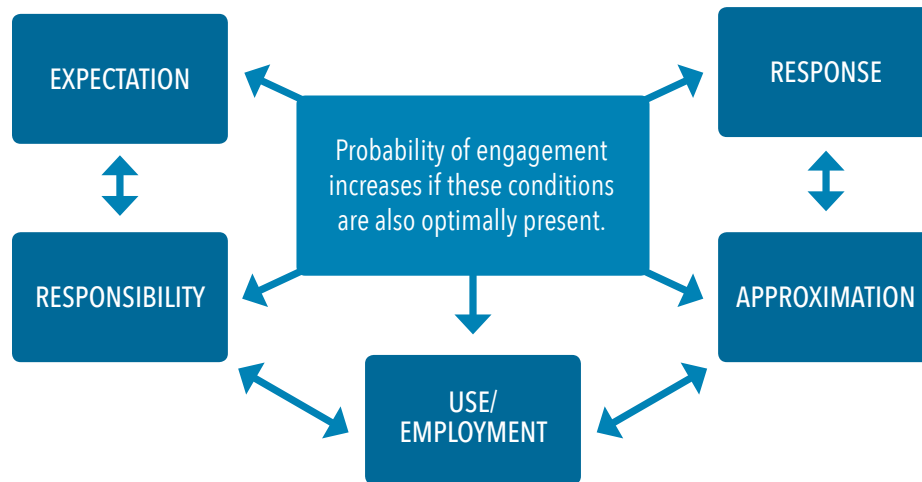 EXPECTATION
RESPONSE
Probability of engagement
increases if these conditions
are also optimally present.
RESPONSIBILITY
APPROXIMATION
USE/
EMPLOYMENT